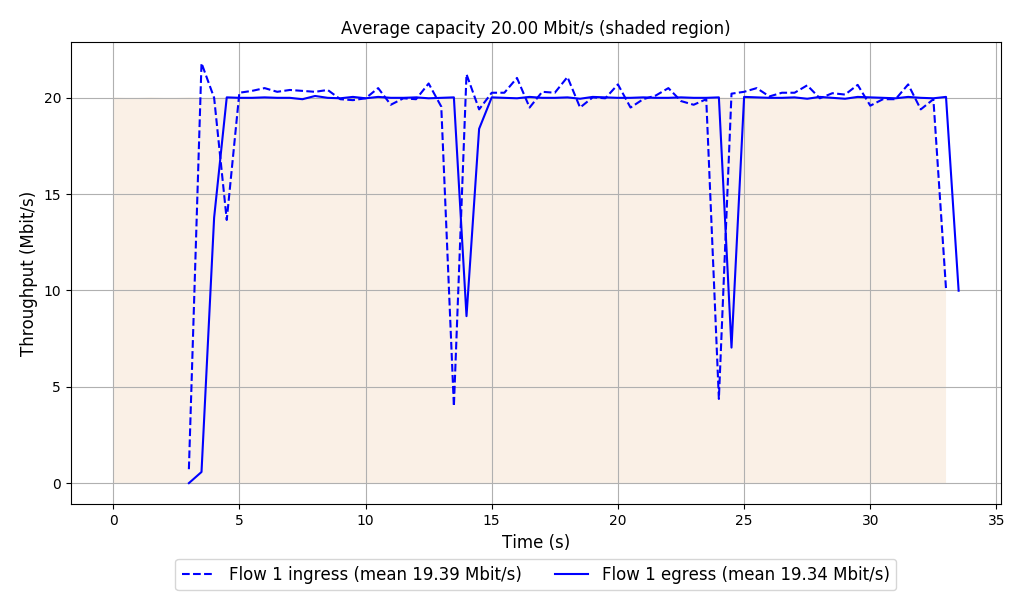 Average capacity 20.00 Mbit/s (shaded region)
Throughput (Mbit/s)
20
15
10
5
0
0 5 10 15 20 25 30 35
Time (s)
Flow 1 ingress (mean 19.39 Mbit/s) Flow 1 egress (mean 19.34 Mbit/s)